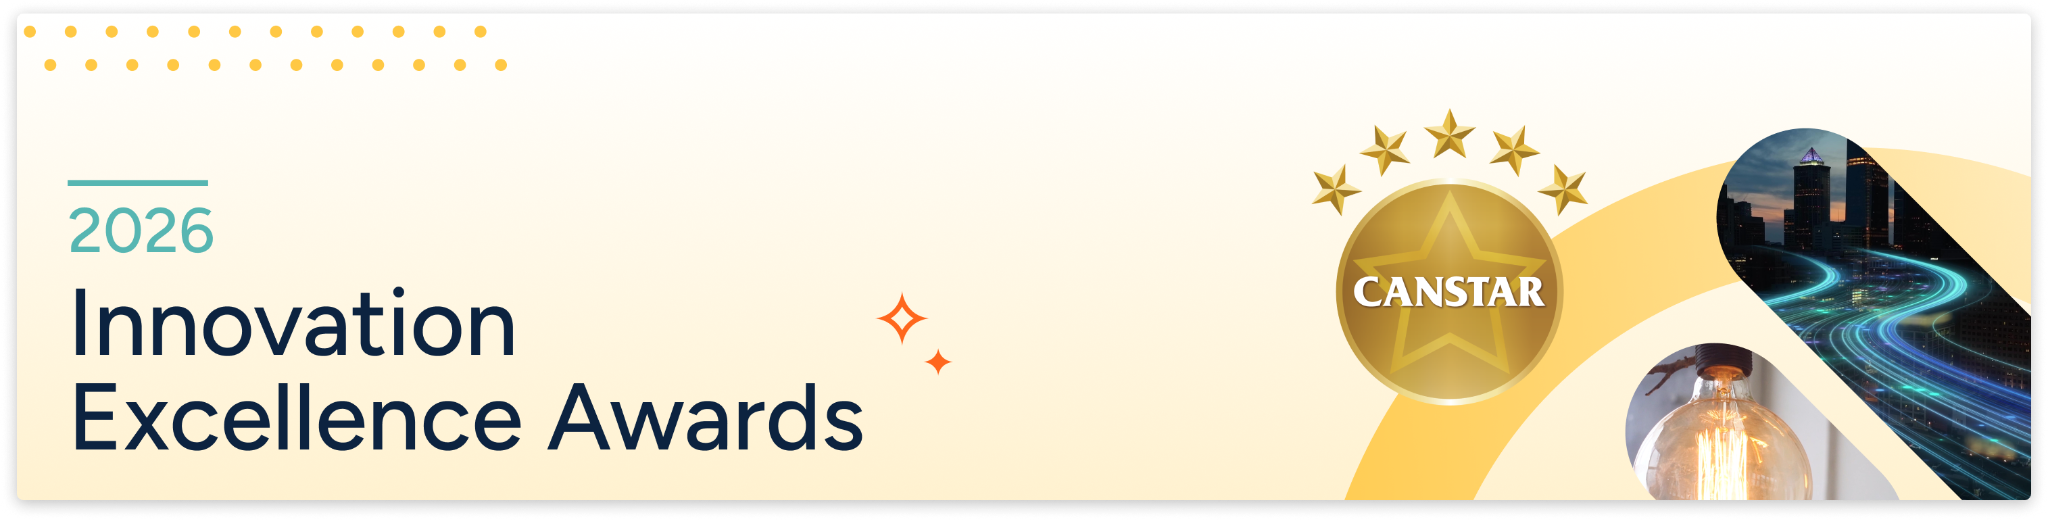 2026
Innovation
Excellence Awards
CANSTAR